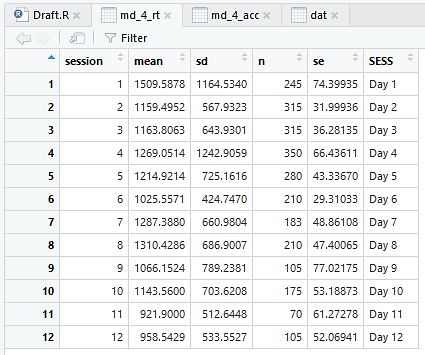 Draft.R md_4_rt md_4_acc dat
Filter
session mean sd n se SESS
1 1 1509.5878 1164.5340 245 74.39935 Day 1
2 2 1159.4952 567.9323 315 31.99936 Day 2
3 3 1163.8063 643.9301 315 36.28135 Day 3
4 4 1269.0514 1242.9059 350 66.43611 Day 4
5 5 1214.9214 725.1616 280 43.33670 Day 5
6 6 1025.5571 424.7470 210 29.31033 Day 6
7 7 1287.3880 660.9804 183 48.86108 Day 7
8 8 1310.4286 686.9007 210 47.40065 Day 8
9 9 1066.1524 789.2381 105 77.02175 Day 9
10 10 1143.5600 703.6208 175 53.18873 Day 10
11 11 921.9000 512.6448 70 61.27278 Day 11
12 12 958.5429 533.5527 105 52.06941 Day 12